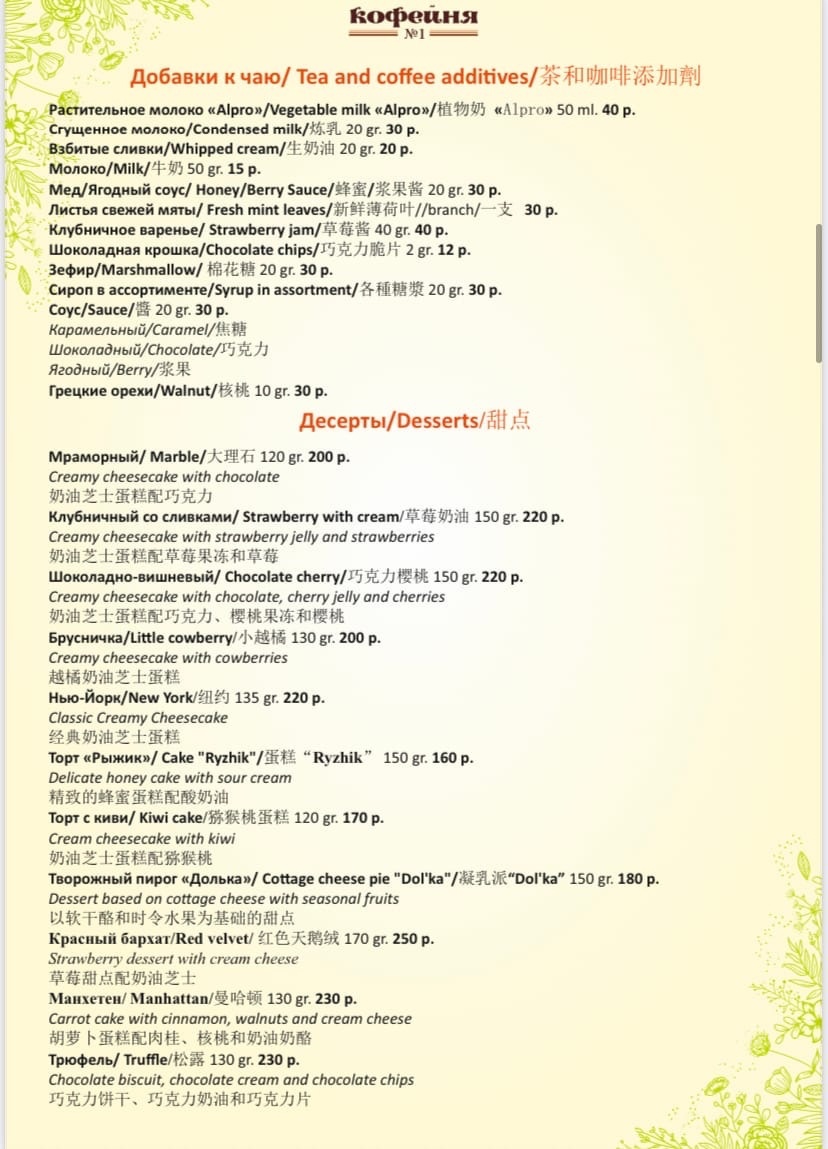 кофейня
№1
Добавки к чаю/ Tea and coffee additives/茶和咖啡添加劑
Растительное молоко «Alpro»/Vegetable milk «Alpro»/植物奶 «Alpro» 50 ml. 40 р.
Сгущенное молоко/Condensed milk/炼乳 20 gr. 30 р.
Взбитые сливки/Whipped cream/生奶油 20 gr. 20 р.
Молоко/Milk/牛奶 50 gr. 15 р.
Мед/Ягодный соус/ Honey/Berry Sauce/蜂蜜/浆果酱 20 gr. 30 р.
Листья свежей мяты/ Fresh mint leaves/新鲜薄荷叶//branch/一支 30 р.
Клубничное варенье/ Strawberry jam/草莓酱 40 gr. 40 р.
Шоколадная крошка/Chocolate chips/巧克力脆片 2 gr. 12 р.
Зефир/Marshmallow/ 棉花糖 20 gr. 30 р.
Сироп в ассортименте/Syrup in assortment/各種糖漿 20 gr. 30 р.
Соус/Sauce/醬 20 gr. 30 р.
Карамельный/Caramel/焦糖
Шоколадный/Chocolate/巧克力
Ягодный/Berry/浆果
Грецкие орехи/Walnut/核桃 10 gr. 30 р.
Десерты/Desserts/甜点
Мраморный/ Marble/大理石 120 gr. 200 р.
Creamy cheesecake with chocolate
奶油芝士蛋糕配巧克力
Клубничный со сливками/ Strawberry with cream/草莓奶油 150 gr. 220 р.
Creamy cheesecake with strawberry jelly and strawberries
奶油芝士蛋糕配草莓果冻和草莓
Шоколадно-вишневый/ Chocolate cherry/巧克力樱桃 150 gr. 220 р.
Creamy cheesecake with chocolate, cherry jelly and cherries
奶油芝士蛋糕配巧克力、樱桃果冻和樱桃
Брусничка/Little cowberry/小越橘 130 gr. 200 р.
Creamy cheesecake with cowberries
越橘奶油芝士蛋糕
Нью-Йорк/New York/纽约 135 gr. 220 р.
Classic Creamy Cheesecake
经典奶油芝士蛋糕
Торт «Рыжик»/ Cake "Ryzhik"/蛋糕“Ryzhik” 150 gr. 160 р.
Delicate honey cake with sour cream
精致的蜂蜜蛋糕配酸奶油
Торт с киви/ Kiwi cake/猕猴桃蛋糕 120 gr. 170 р.
Cream cheesecake with kiwi
奶油芝士蛋糕配猕猴桃
Творожный пирог «Долька»/ Cottage cheese pie "Dol'ka"/凝乳派“Dol'ka” 150 gr. 180 р.
Dessert based on cottage cheese with seasonal fruits
以软干酪和时令水果为基础的甜点
Красный бархат/Red velvet/ 红色天鹅绒 170 gr. 250 р.
Strawberry dessert with cream cheese
草莓甜点配奶油芝士
Манхетен/ Manhattan/曼哈顿 130 gr. 230 р.
Carrot cake with cinnamon, walnuts and cream cheese
胡萝卜蛋糕配肉桂、核桃和奶油奶酪
Трюфель/ Truffle/松露 130 gr. 230 р.
Chocolate biscuit, chocolate cream and chocolate chips
巧克力饼干、巧克力奶油和巧克力片